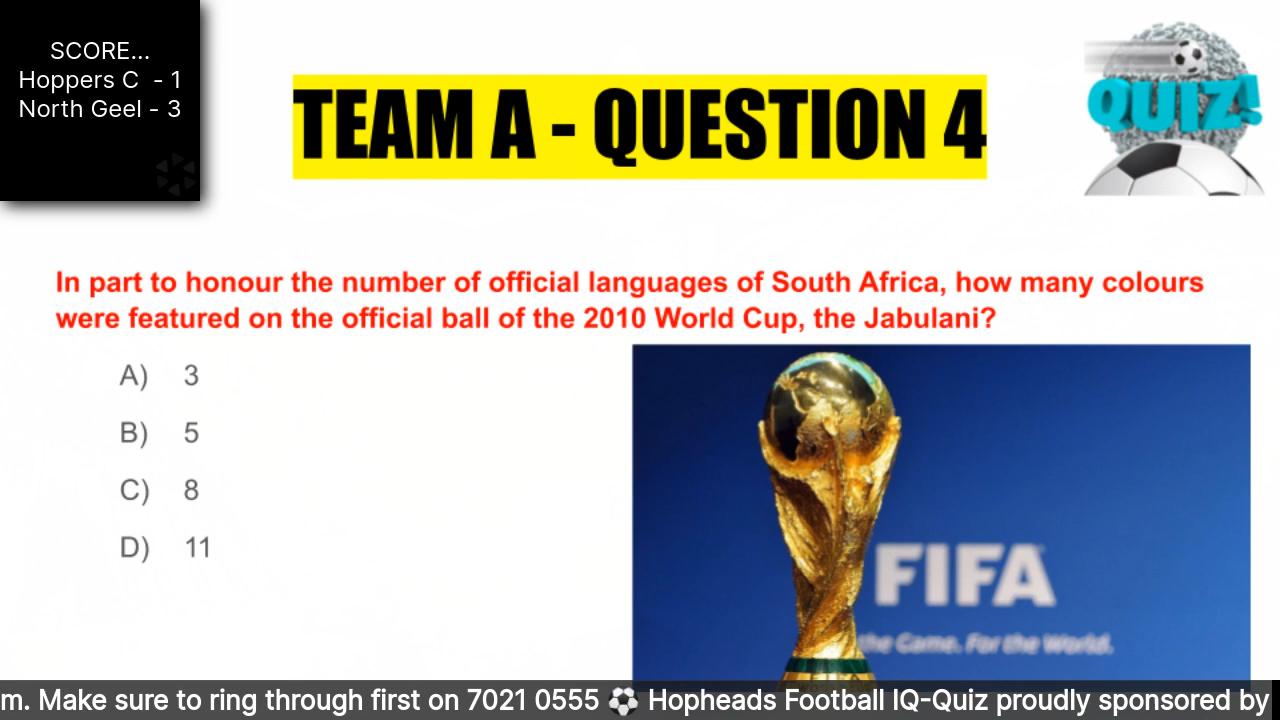 SCORE...
Hoppers C - 1
North Geel - 3
TEAM A - QUESTION 4
QUIZ!
In part to honour the number of official languages of South Africa, how many colours
were featured on the official ball of the 2010 World Cup, the Jabulani?
A) 3
B) 5
C) 8
D) 11
FIFA
the Game. For the World.
m. Make sure to ring through first on 7021 0555 ⚽ Hopheads Football IQ-Quiz proudly sponsored by